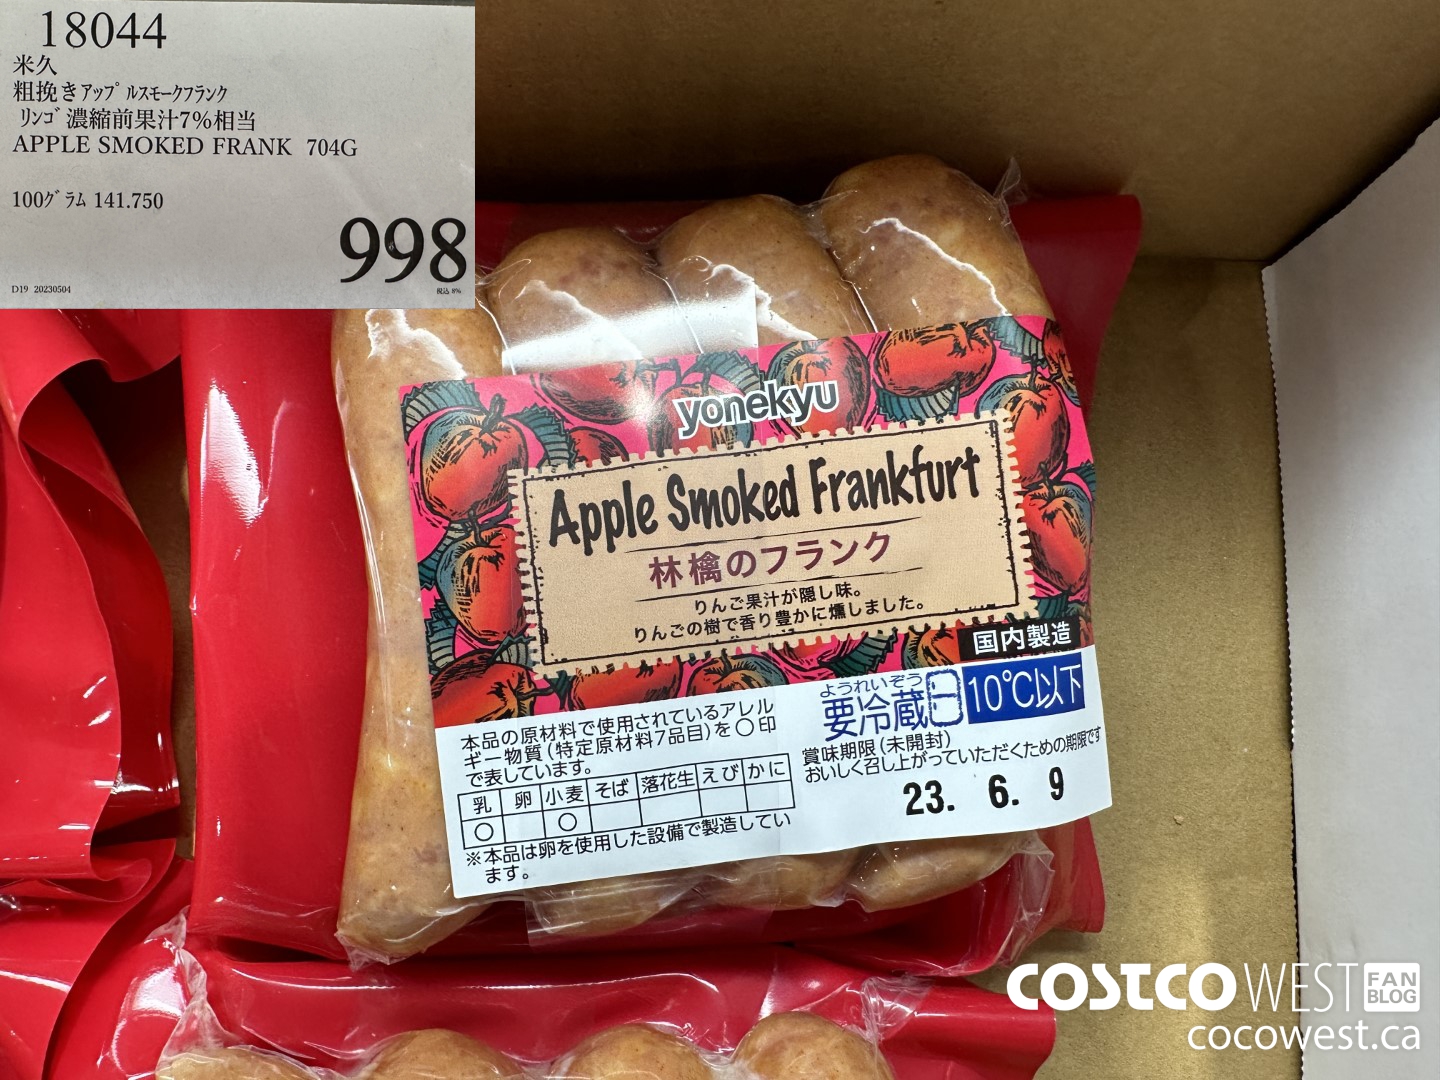 18044
米久
粗挽きｱｯﾌﾟﾙｽﾓｰｸﾌﾗﾝｸ
ﾘﾝｺﾞ濃縮前果汁7%相当
APPLE SMOKED FRANK 704G
100ｸﾞﾗﾑ 141.750
998
D19 20230504
税込 8%
yonekyu
Apple Smoked Frankfurt
林檎のフランク
りんご果汁が隠し味。
りんごの樹で香り豊かに燻しました。
国内製造
ようれいぞう
要冷蔵 10℃以下
本品の原材料で使用されているアレル
ギー物質(特定原材料7品目)を○印
で表しています。
乳 卵 小麦 そば 落花生 えび かに
○ ○
※本品は卵を使用した設備で製造してい
ます。
賞味期限(未開封)
おいしく召し上がっていただくための期限です
23. 6. 9
COSTCO WEST FAN BLOG
cocowest.ca